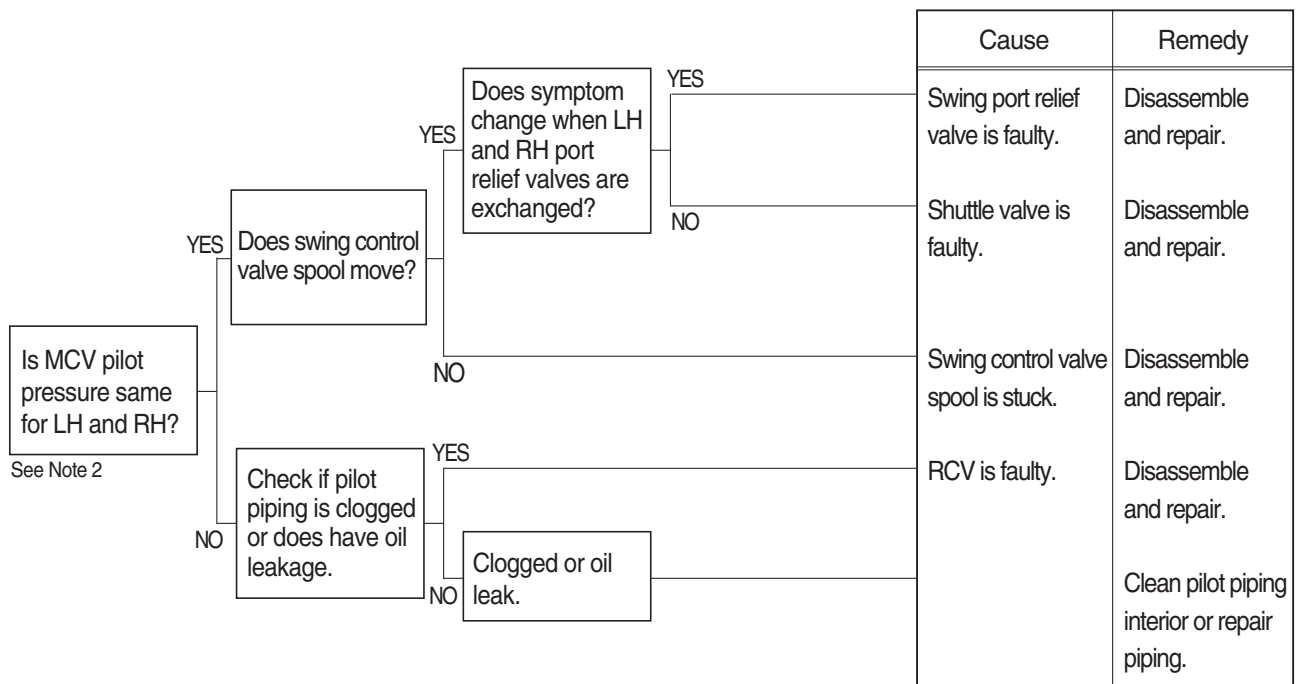 Cause
Remedy
Does symptom
change when LH
and RH port
relief valves are
exchanged?
YES
Swing port relief
valve is faulty.
Disassemble
and repair.
NO
Shuttle valve is
faulty.
Disassemble
and repair.
YES
Does swing control
valve spool move?
YES
NO
Swing control valve
spool is stuck.
Disassemble
and repair.
Is MCV pilot
pressure same
for LH and RH?
See Note 2
NO
Check if pilot
piping is clogged
or does have oil
leakage.
YES
RCV is faulty.
Disassemble
and repair.
NO
Clogged or oil
leak.
Clean pilot piping
interior or repair
piping.